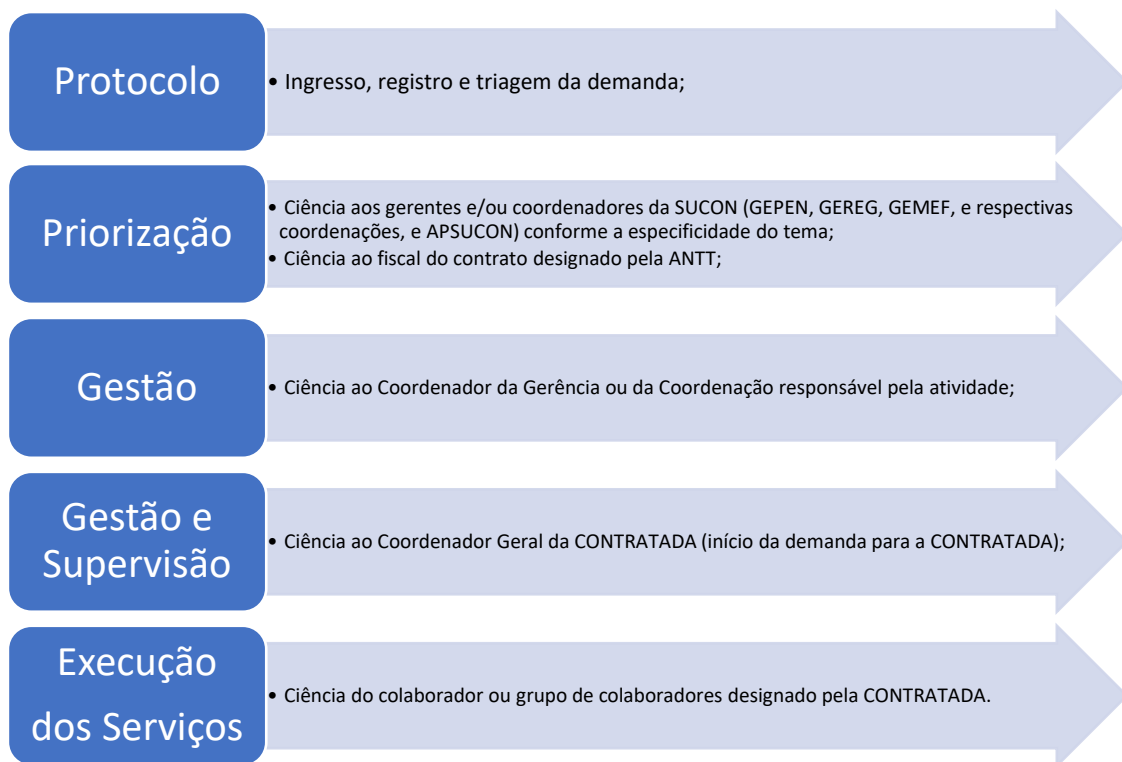 Protocolo
• Ingresso, registro e triagem da demanda;
Priorização
• Ciência aos gerentes e/ou coordenadores da SUCON (GEPEN, GEREG, GEMEF, e respectivas
coordenações, e APSUCON) conforme a especificidade do tema;
• Ciência ao fiscal do contrato designado pela ANTT;
Gestão
• Ciência ao Coordenador da Gerência ou da Coordenação responsável pela atividade;
Gestão e
Supervisão
• Ciência ao Coordenador Geral da CONTRATADA (início da demanda para a CONTRATADA);
Execução
dos Serviços
• Ciência do colaborador ou grupo de colaboradores designado pela CONTRATADA.